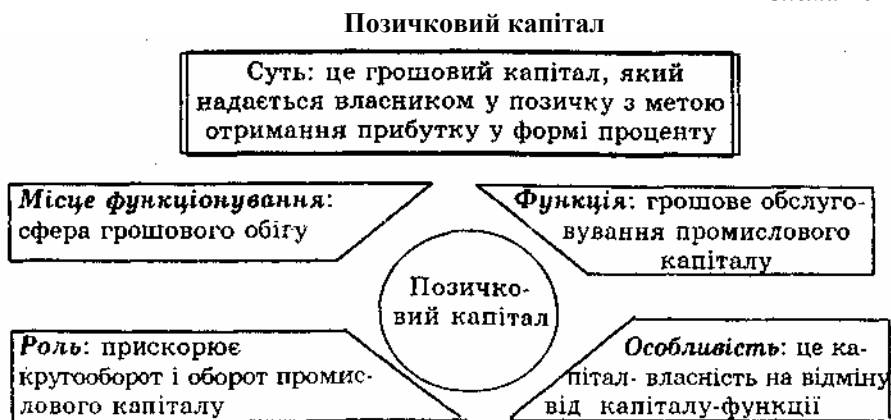 Позичковий капітал
Суть: це грошовий капітал, який
надається власником у позичку з метою
отримання прибутку у формі проценту
Місце функціонування:
сфера грошового обігу
Функція: грошове обслуго-
вування промислового
капіталу
Позичко-
вий капітал
Роль: прискорює
кругооборот і оборот промис-
лового капіталу
Особливість: це ка-
пітал- власність на відміну
від капіталу-функції